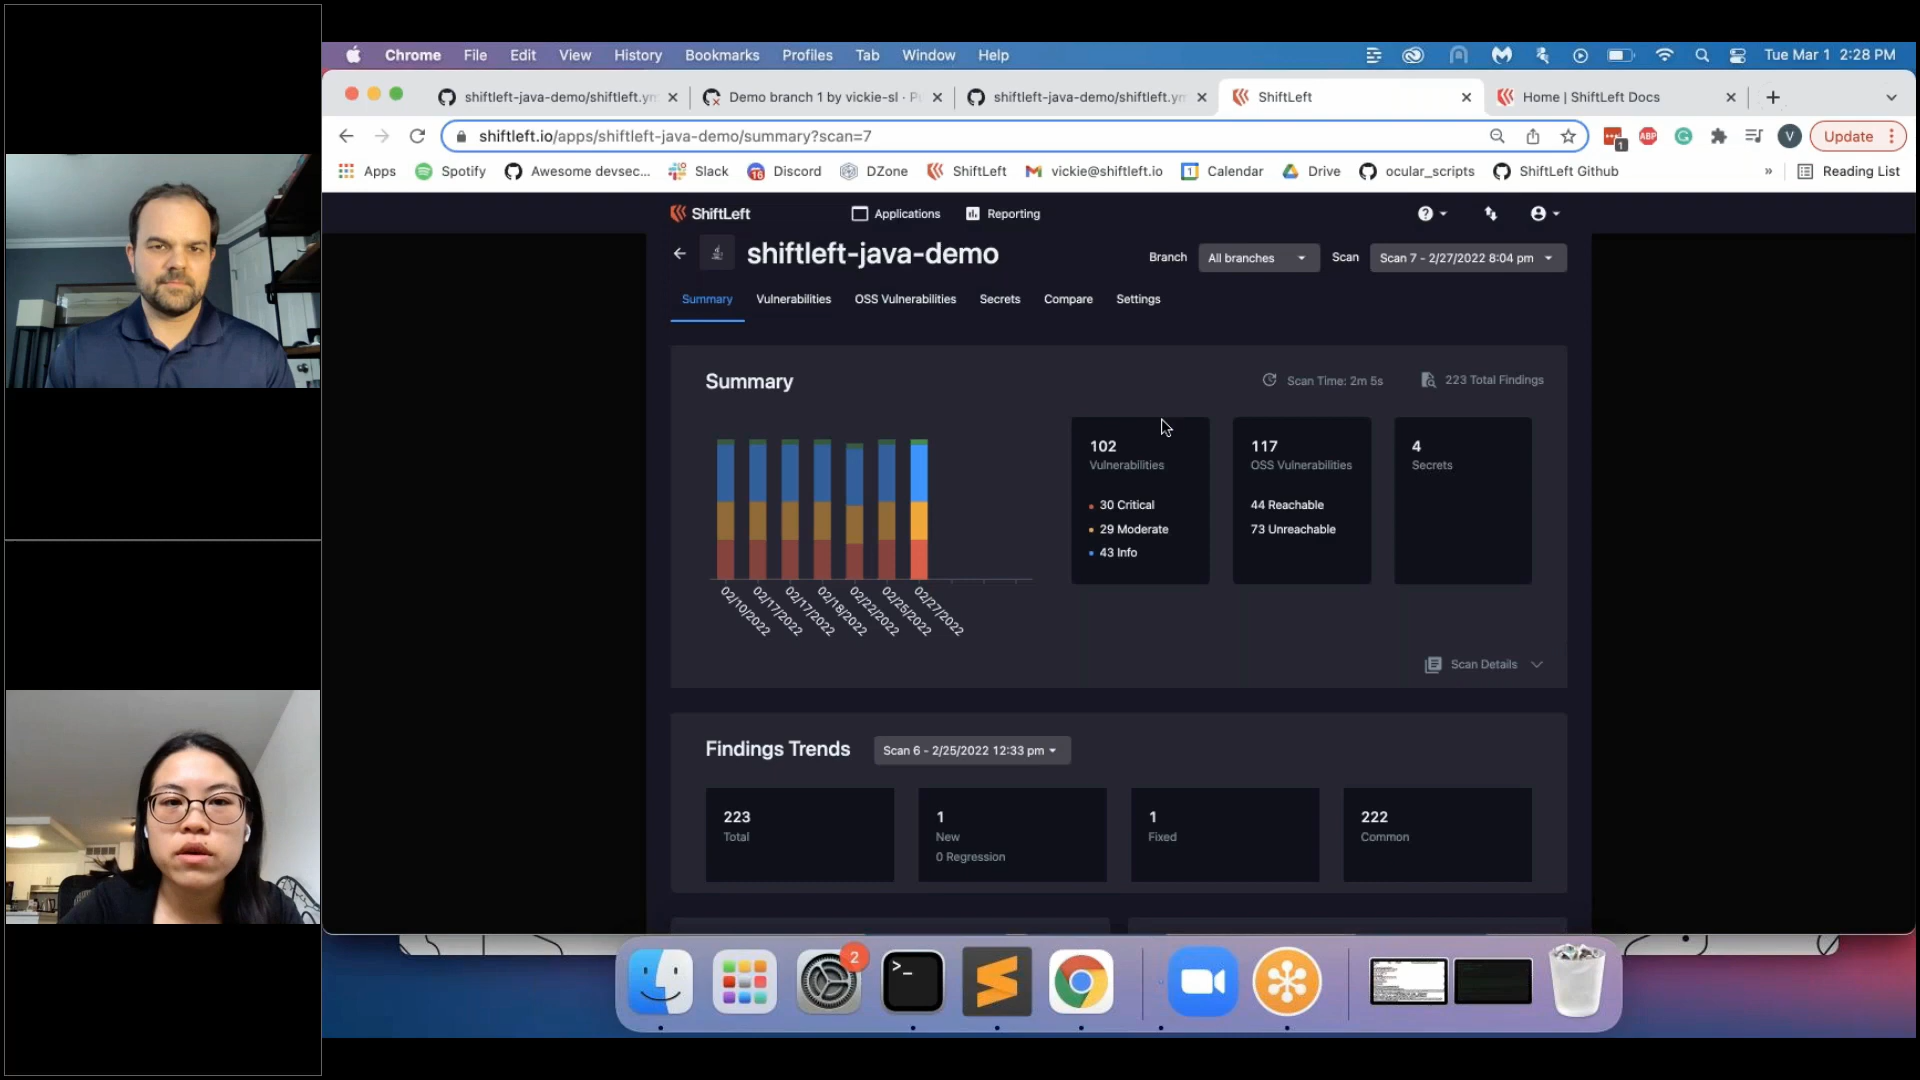 Chrome File Edit View History Bookmarks Profiles Tab Window Help Tue Mar 1 2:28 PM
shiftleft-java-demo/shiftleft.ym Demo branch 1 by vickie-sl · P shiftleft-java-demo/shiftleft.ym ShiftLeft Home | ShiftLeft Docs
shiftleft.io/apps/shiftleft-java-demo/summary?scan=7 1 ABP V Update
Apps Spotify Awesome devsec... Slack 16 Discord DZone ShiftLeft vickie@shiftleft.io 1 Calendar Drive ocular_scripts ShiftLeft Github » Reading List
ShiftLeft Applications Reporting
shiftleft-java-demo Branch All branches Scan Scan 7 - 2/27/2022 8:04 pm
Summary Vulnerabilities OSS Vulnerabilities Secrets Compare Settings
Summary Scan Time: 2m 5s 223 Total Findings
102 117 4
Vulnerabilities OSS Vulnerabilities Secrets
30 Critical 44 Reachable
29 Moderate 73 Unreachable
43 Info
02/10/2022 02/17/2022 02/17/2022 02/18/2022 02/22/2022 02/25/2022 02/27/2022
Scan Details
Findings Trends Scan 6 - 2/25/2022 12:33 pm
223 1 1 222
Total New Fixed Common
0 Regression
2
>_